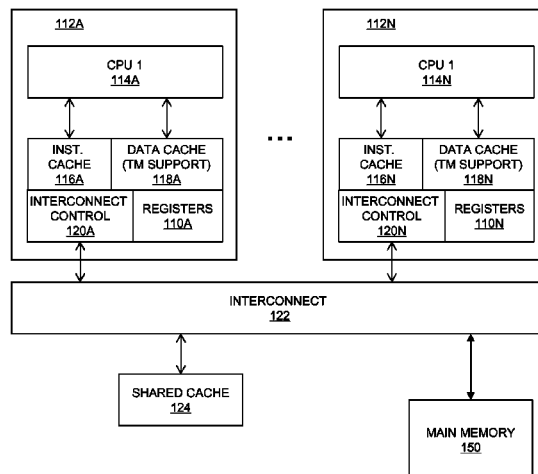 112A
CPU 1
114A
INST.
CACHE
116A
DATA CACHE
(TM SUPPORT)
118A
INTERCONNECT
CONTROL
120A
REGISTERS
110A
...
112N
CPU 1
114N
INST.
CACHE
116N
DATA CACHE
(TM SUPPORT)
118N
INTERCONNECT
CONTROL
120N
REGISTERS
110N
INTERCONNECT
122
SHARED CACHE
124
MAIN MEMORY
150